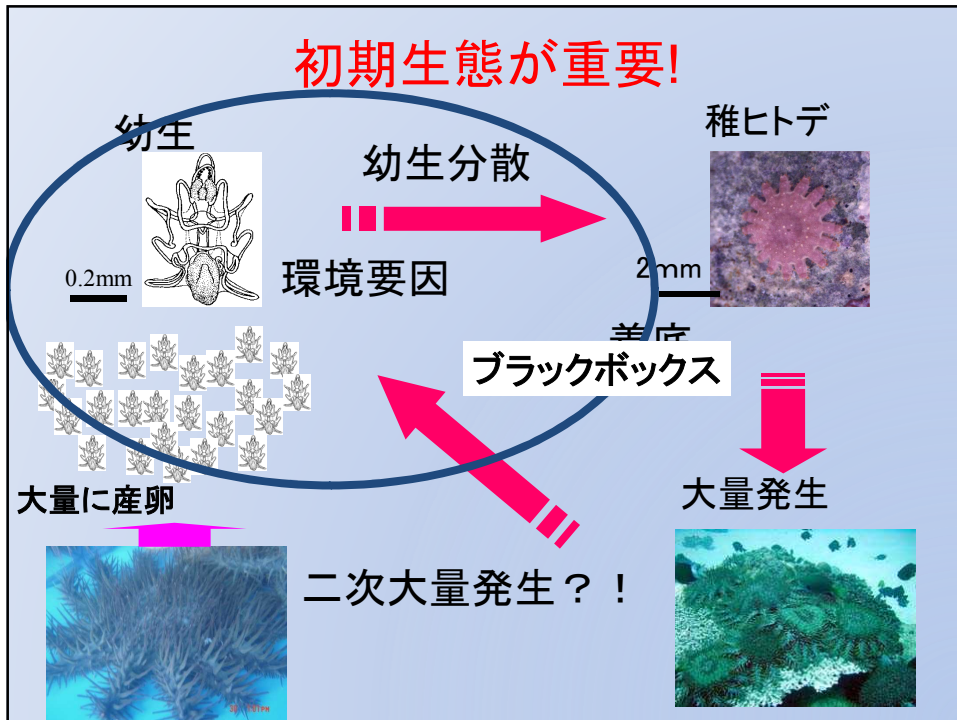 初期生態が重要!
幼生
稚ヒトデ
幼生分散
0.2mm
環境要因
2mm
ブラックボックス
大量に産卵
大量発生
二次大量発生？！